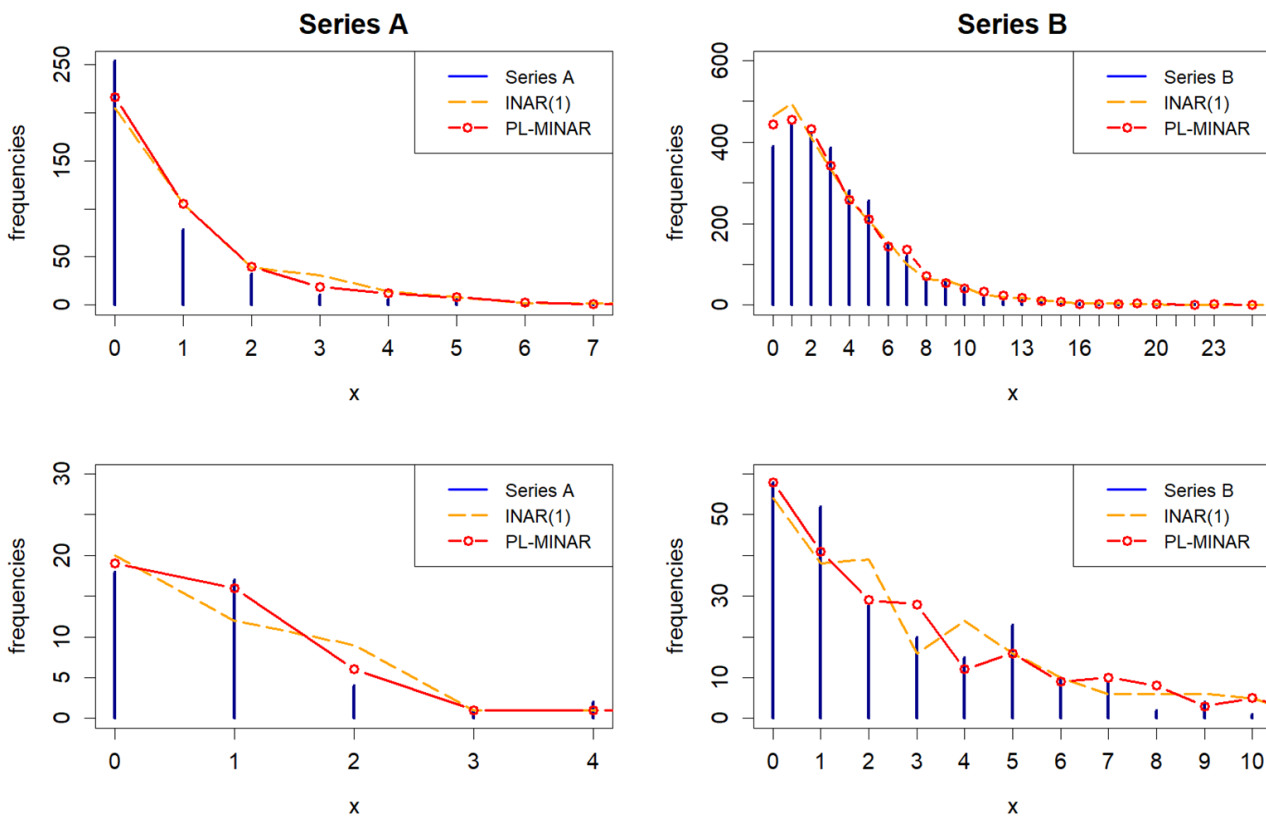 Series A
250
150
50
0
frequencies
0 1 2 3 4 5 6 7
x
Series A
INAR(1)
PL-MINAR
Series B
600
400
200
0
frequencies
0 2 4 6 8 10 13 16 20 23
x
Series B
INAR(1)
PL-MINAR
30
20
10
5
0
frequencies
0 1 2 3 4
x
Series A
INAR(1)
PL-MINAR
50
30
10
0
frequencies
0 1 2 3 4 5 6 7 8 9 10
x
Series B
INAR(1)
PL-MINAR